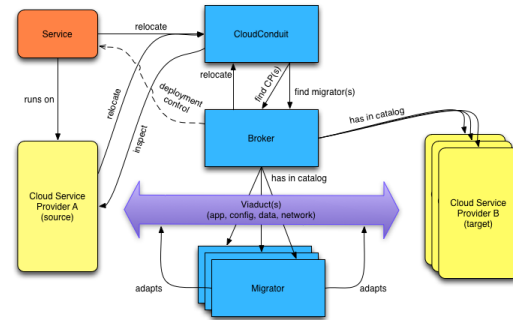 Service
relocate
CloudConduit
relocate
find CP(s)
find migrator(s)
deployment
control
runs on
relocate
inspect
Broker
has in catalog
has in catalog
Cloud Service
Provider A
(source)
Viaduct(s)
(app, config, data, network)
Cloud Service
Provider B
(target)
adapts
Migrator
adapts